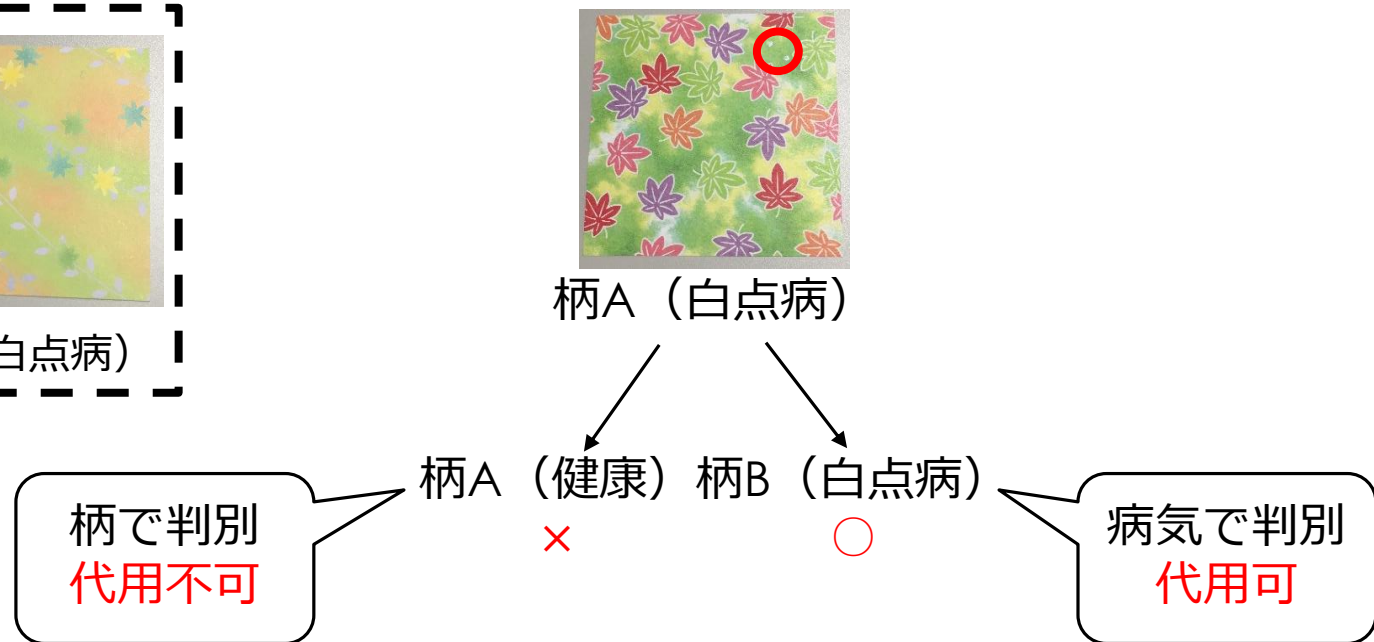 柄A（白点病）
白点病）
柄A（健康）柄B（白点病）
×
○
柄で判別
代用不可
病気で判別
代用可